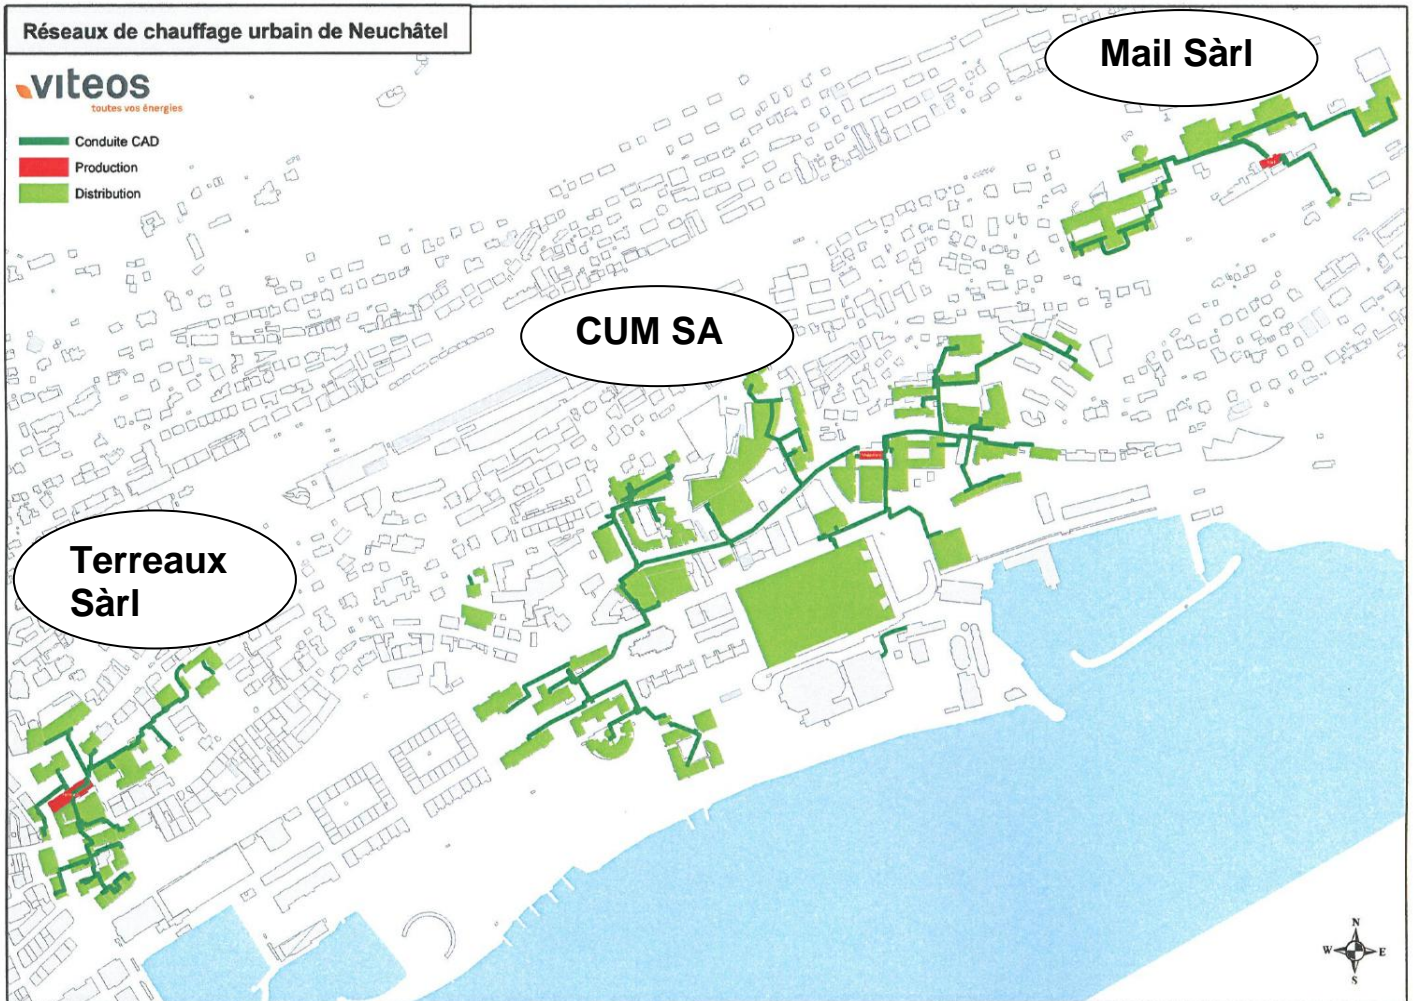 Réseaux de chauffage urbain de Neuchâtel
viteos
toutes vos énergies
Conduite CAD
Production
Distribution
Mail Sàrl
CUM SA
Terreaux
Sàrl
N
W E
S